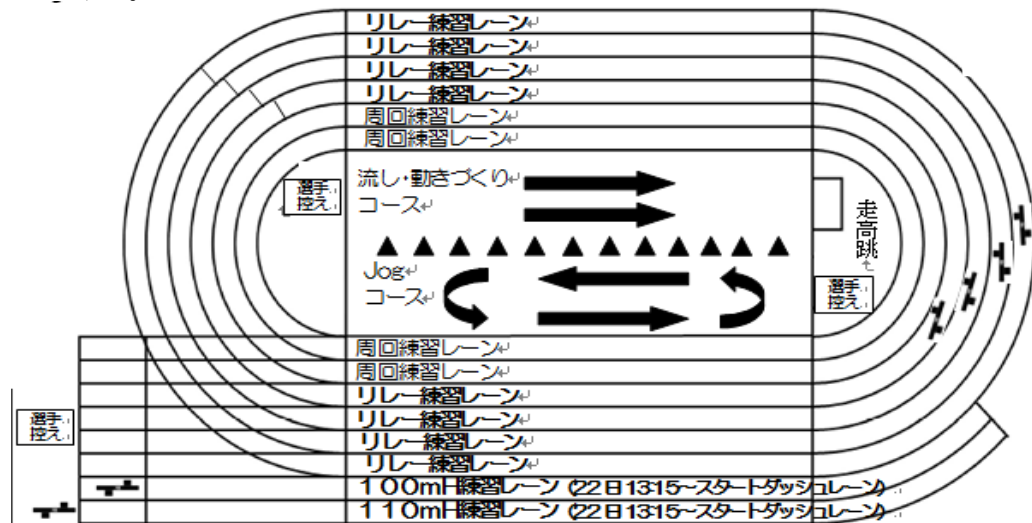 リレー練習レーン
リレー練習レーン
リレー練習レーン
リレー練習レーン
周回練習レーン
周回練習レーン
流し・動きづくり
コース
選手
控え
走高跳
Jog
コース
選手
控え
周回練習レーン
周回練習レーン
リレー練習レーン
リレー練習レーン
リレー練習レーン
リレー練習レーン
選手
控え
100mH練習レーン (22日13:15~スタートダッシュレーン)
110mH練習レーン (22日13:15~スタートダッシュレーン)